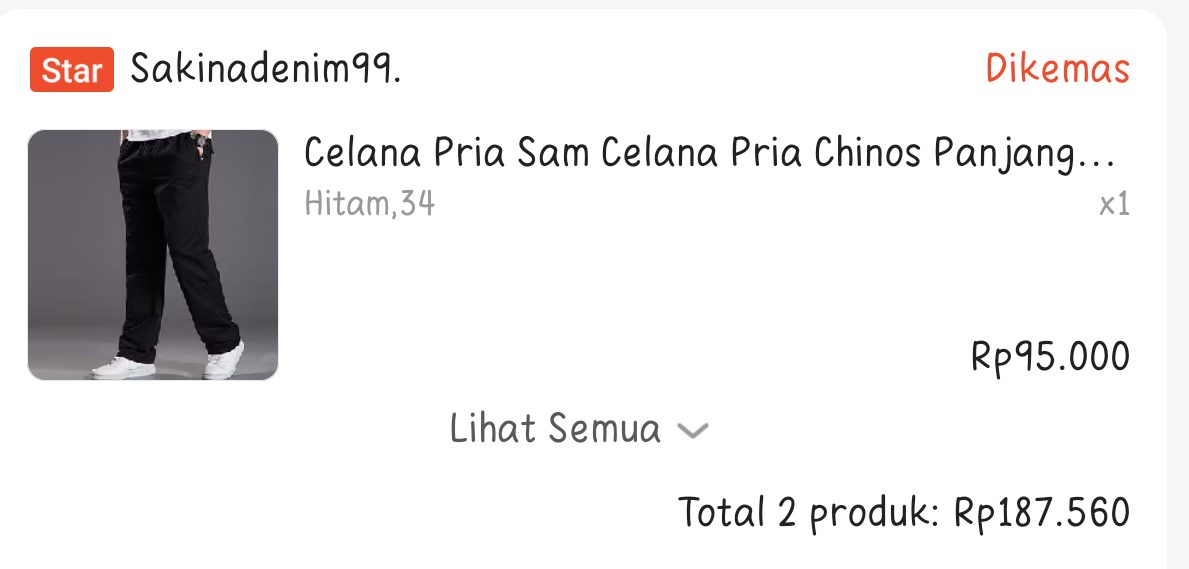 Star Sakinadenim99.
Dikemas
Celana Pria Sam Celana Pria Chinos Panjang...
Hitam,34
x1
Rp95.000
Lihat Semua
Total 2 produk: Rp187.560